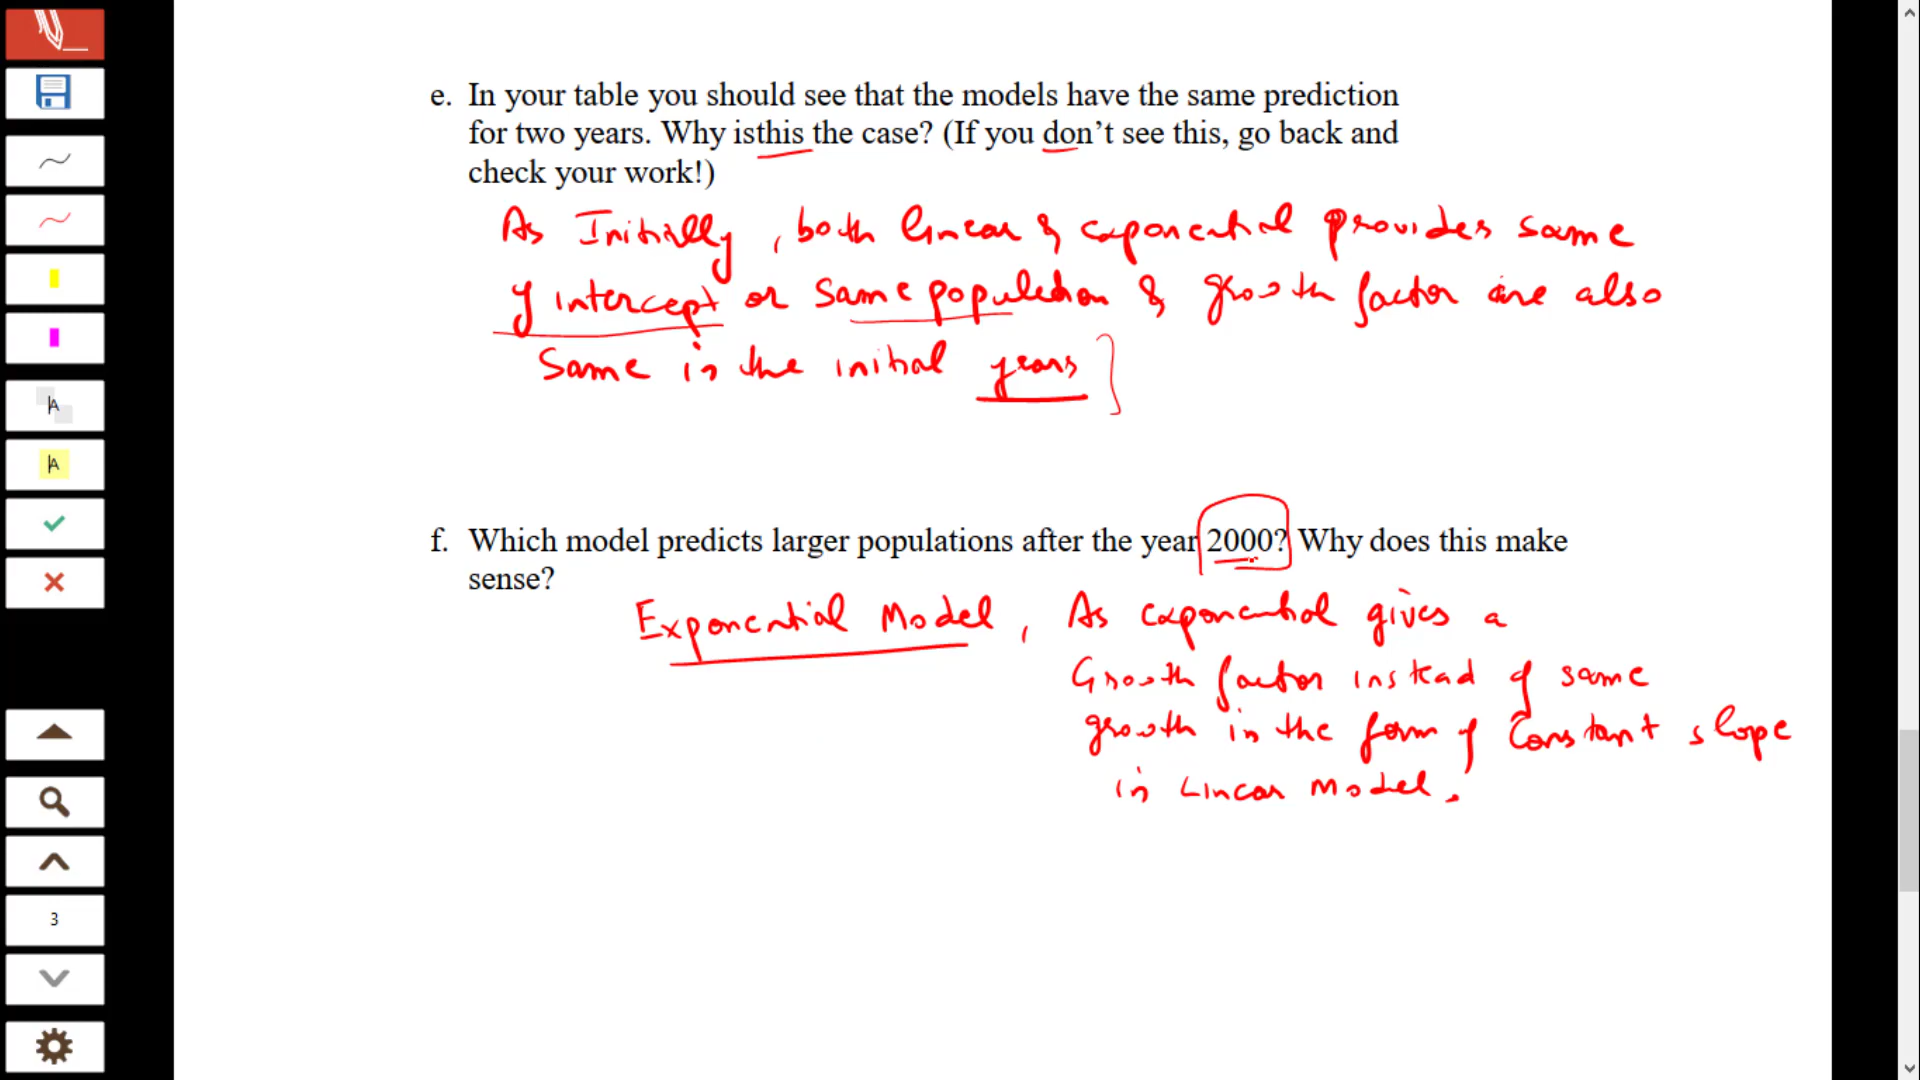 e. In your table you should see that the models have the same prediction
for two years. Why isthis the case? (If you don’t see this, go back and
check your work!)
As Initially, both linear & exponential provides same
y intercept or same population & growth factor are also
Same in the initial years
f. Which model predicts larger populations after the year 2000? Why does this make
sense?
Exponential Model, As exponential gives a
Growth factor instead of same
growth in the form of Constant slope
in Linear Model.
A
A
3